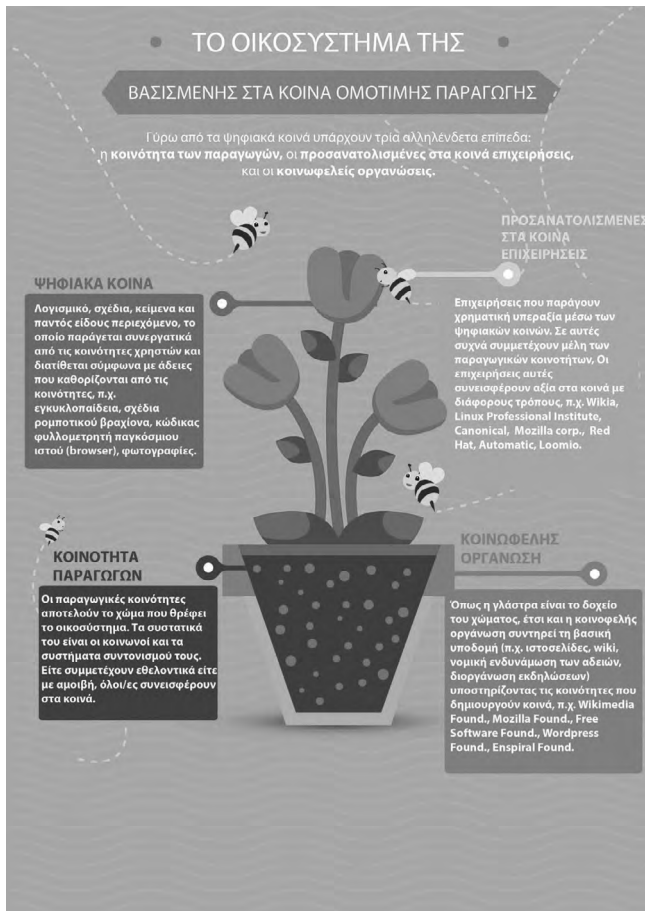 ΤΟ ΟΙΚΟΣΥΣΤΗΜΑ ΤΗΣ
ΒΑΣΙΣΜΕΝΗΣ ΣΤΑ ΚΟΙΝΑ ΟΜΟΤΙΜΗΣ ΠΑΡΑΓΩΓΗΣ
Γύρω από τα ψηφιακά κοινά υπάρχουν τρία αλληλένδετα επίπεδα:
η κοινότητα των παραγωγών, οι προσανατολισμένες στα κοινά επιχειρήσεις,
και οι κοινωφελείς οργανώσεις.
ΨΗΦΙΑΚΑ ΚΟΙΝΑ
Λογισμικό, σχέδια, κείμενα και
παντός είδους περιεχόμενο, το
οποίο παράγεται συνεργατικά
από τις κοινότητες χρηστών και
διατίθεται σύμφωνα με άδειες
που καθορίζονται από τις
κοινότητες, π.χ.
εγκυκλοπαίδεια, σχέδια
ρομποτικού βραχίονα, κώδικας
φυλλομετρητή παγκόσμιου
ιστού (browser), φωτογραφίες.
ΠΡΟΣΑΝΑΤΟΛΙΣΜΕΝΕΣ
ΣΤΑ ΚΟΙΝΑ
ΕΠΙΧΕΙΡΗΣΕΙΣ
Επιχειρήσεις που παράγουν
χρηματική υπεραξία μέσω των
ψηφιακών κοινών. Σε αυτές
συχνά συμμετέχουν μέλη των
παραγωγικών κοινοτήτων, Οι
επιχειρήσεις αυτές
συνεισφέρουν αξία στα κοινά με
διάφορους τρόπους, π.χ. Wikia,
Linux Professional Institute,
Canonical, Mozilla corp., Red
Hat, Automatic, Loomio.
ΚΟΙΝΟΤΗΤΑ
ΠΑΡΑΓΩΓΩΝ
Οι παραγωγικές κοινότητες
αποτελούν το χώμα που θρέφει
το οικοσύστημα. Τα συστατικά
του είναι οι κοινωνοί και τα
συστήματα συντονισμού τους.
Είτε συμμετέχουν εθελοντικά είτε
με αμοιβή, όλοι/ες συνεισφέρουν
στα κοινά.
ΚΟΙΝΩΦΕΛΗΣ
ΟΡΓΑΝΩΣΗ
Όπως η γλάστρα είναι το δοχείο
του χώματος, έτσι και η κοινοφελής
οργάνωση συντηρεί τη βασική
υποδομή (π.χ. ιστοσελίδες, wiki,
νομική ενδυνάμωση των αδειών,
διοργάνωση εκδηλώσεων)
υποστηρίζοντας τις κοινότητες που
δημιουργούν κοινά, π.χ. Wikimedia
Found., Mozilla Found., Free
Software Found., Wordpress
Found., Enspiral Found.